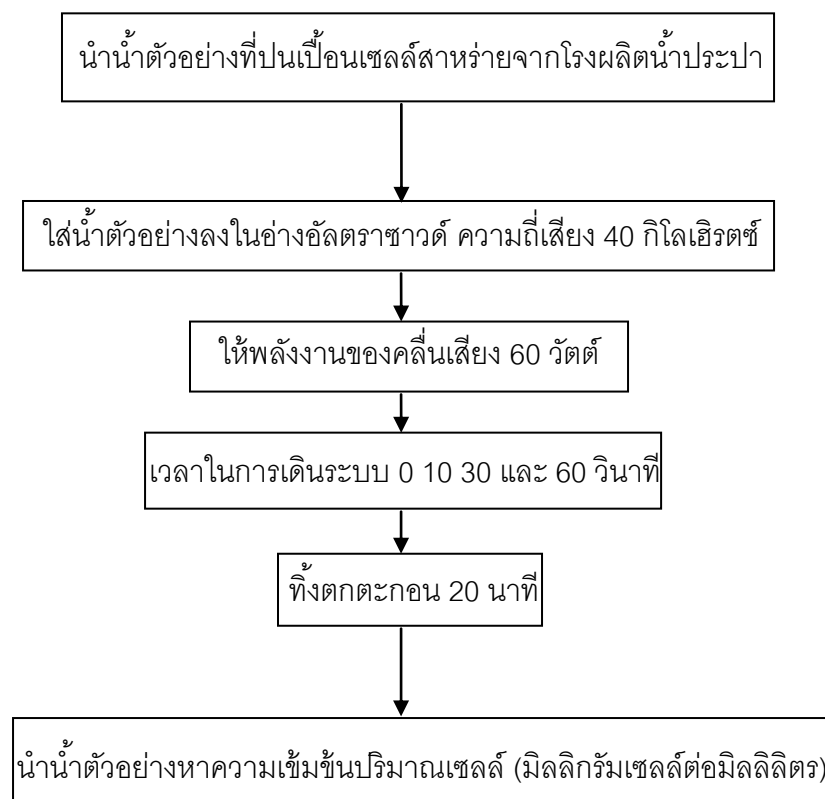 นำน้ำตัวอย่างที่ปนเปื้อนเซลล์สาหร่ายจากโรงผลิตน้ำประปา
ใส่น้ำตัวอย่างลงในอ่างอัลตราซาวด์ ความถี่เสียง 40 กิโลเฮิรตซ์
ให้พลังงานของคลื่นเสียง 60 วัตต์
เวลาในการเดินระบบ 0 10 30 และ 60 วินาที
ทิ้งตกตะกอน 20 นาที
นำน้ำตัวอย่างหาความเข้มข้นปริมาณเซลล์ (มิลลิกรัมเซลล์ต่อมิลลิลิตร)